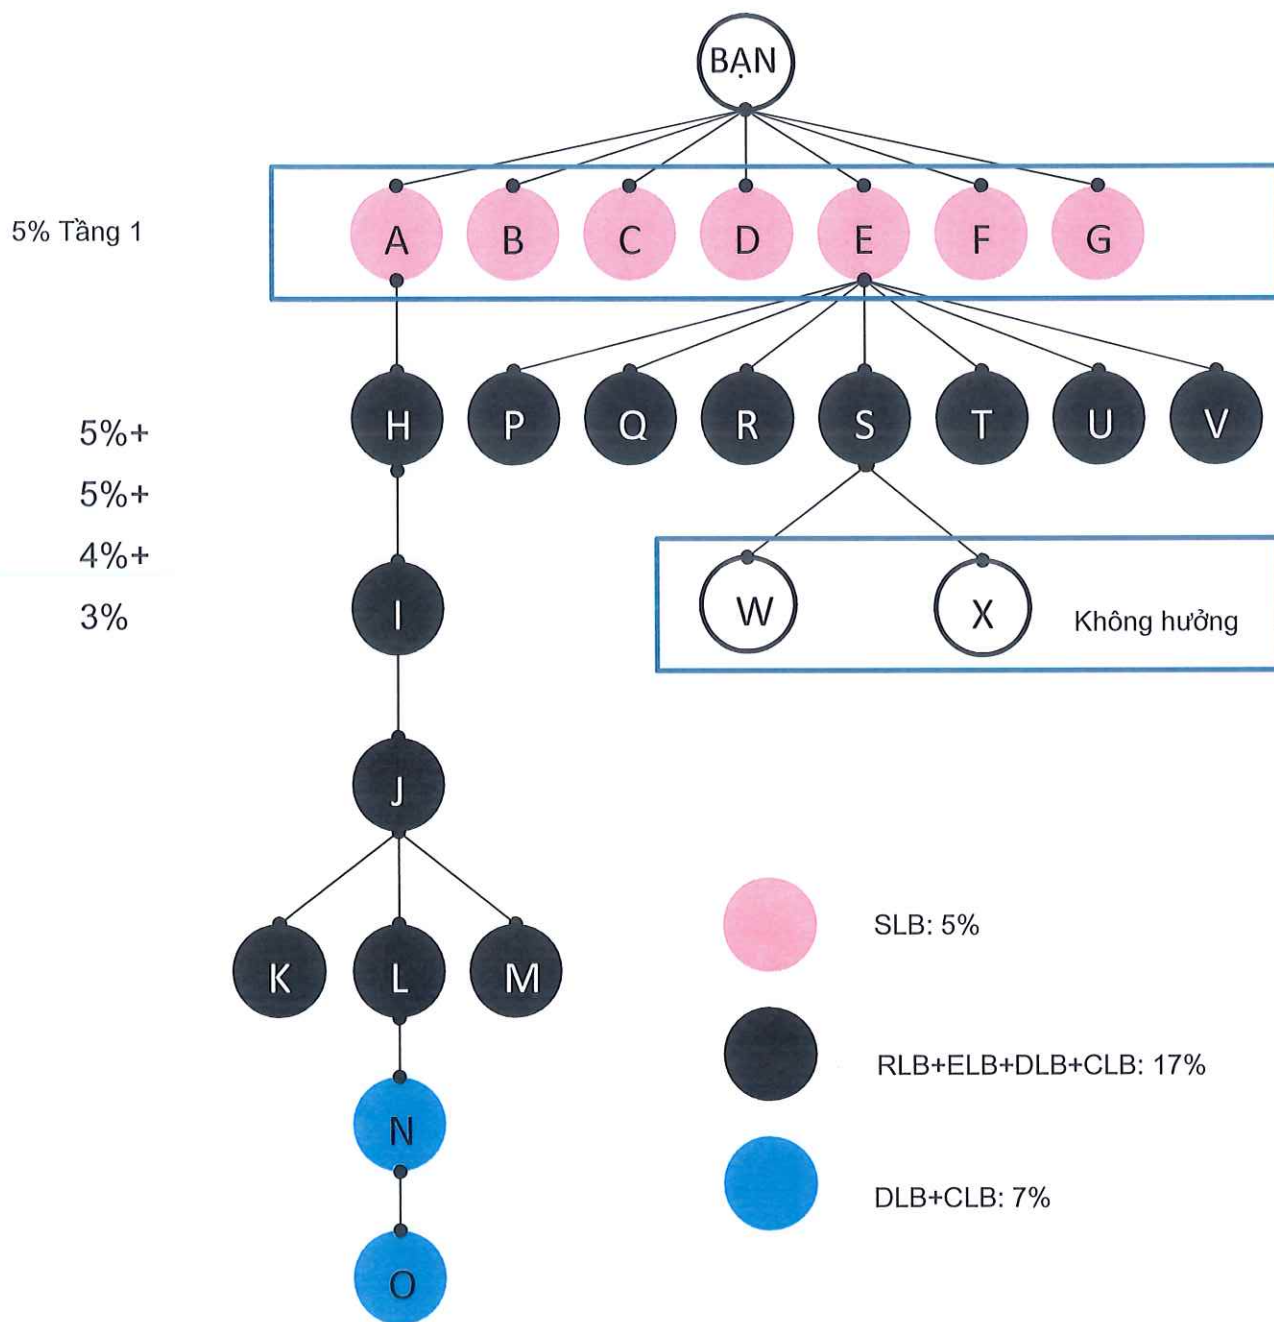 BẠN
5% Tầng 1
A B C D E F G
H P Q R S T U V
5%+
5%+
4%+
3%
I
W X Không hưởng
J
K L M
SLB: 5%
RLB+ELB+DLB+CLB: 17%
N
DLB+CLB: 7%
O